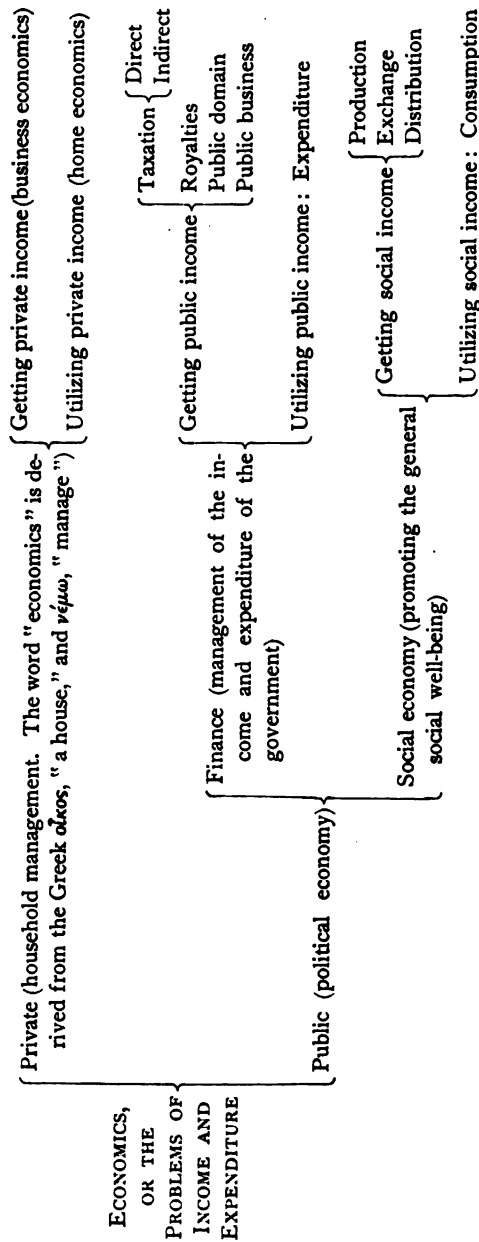 ECONOMICS,
OR THE
PROBLEMS OF
INCOME AND
EXPENDITURE
Private (household management. The word "economics" is de-
rived from the Greek οἶκος, "a house," and νέμω, "manage")
Getting private income (business economics)
Utilizing private income (home economics)
Public (political economy)
Finance (management of the in-
come and expenditure of the
government)
Getting public income
Taxation
Direct
Indirect
Royalties
Public domain
Public business
Utilizing public income: Expenditure
Social economy (promoting the general
social well-being)
Getting social income
Production
Exchange
Distribution
Utilizing social income: Consumption